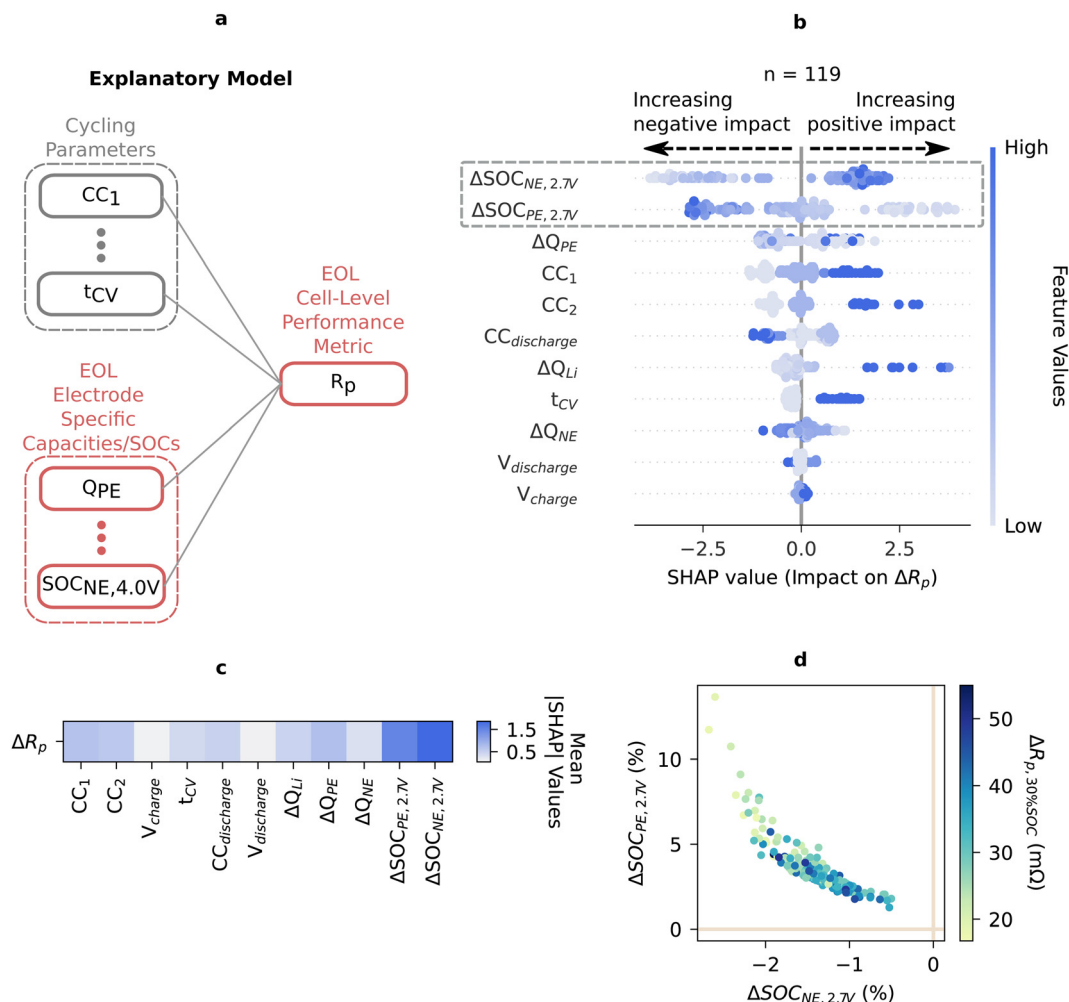 a
Explanatory Model
Cycling
Parameters
CC1
tCV
EOL
Cell-Level
Performance
Metric
Rp
EOL
Electrode
Specific
Capacities/SOCs
QPE
SOCNE,4.0V
b
n = 119
Increasing
negative impact
Increasing
positive impact
ΔSOCNE, 2.7V
ΔSOCPE, 2.7V
ΔQPE
CC1
CC2
CCdischarge
ΔQLi
tCV
ΔQNE
Vdischarge
Vcharge
−2.5
0.0
2.5
SHAP value (Impact on ΔRp)
High
Feature Values
Low
c
ΔRp
CC1
CC2
Vcharge
tCV
CCdischarge
Vdischarge
ΔQLi
ΔQPE
ΔQNE
ΔSOCPE, 2.7V
ΔSOCNE, 2.7V
1.5
0.5
Mean
|SHAP| Values
d
ΔSOCPE, 2.7V (%)
10
5
0
−2
−1
0
ΔSOCNE, 2.7V (%)
50
40
30
20
ΔRp, 30%SOC (mΩ)